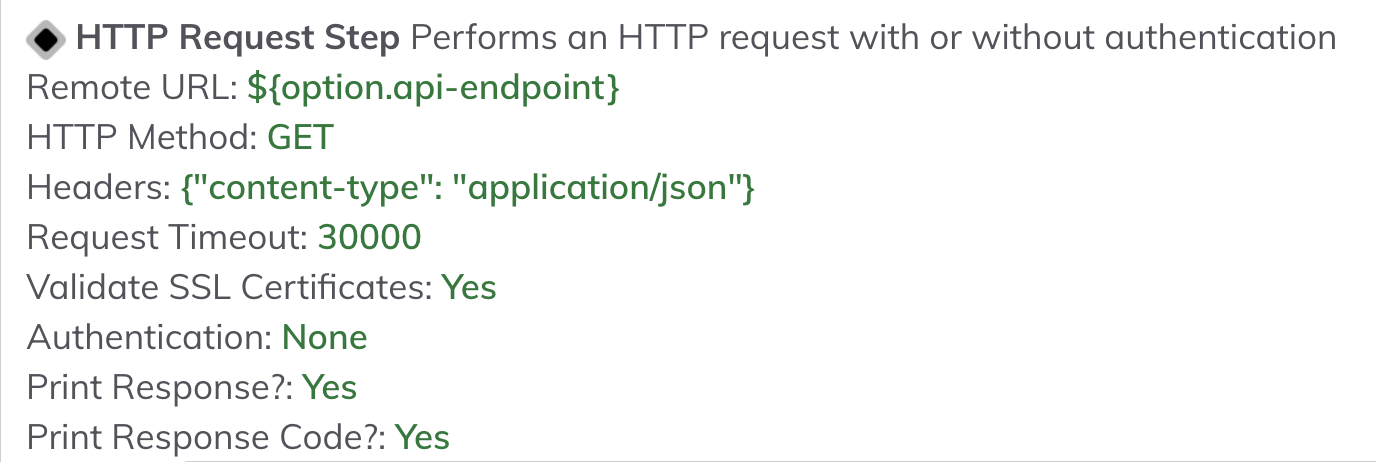 HTTP Request Step Performs an HTTP request with or without authentication
Remote URL: ${option.api-endpoint}
HTTP Method: GET
Headers: {"content-type": "application/json"}
Request Timeout: 30000
Validate SSL Certificates: Yes
Authentication: None
Print Response?: Yes
Print Response Code?: Yes